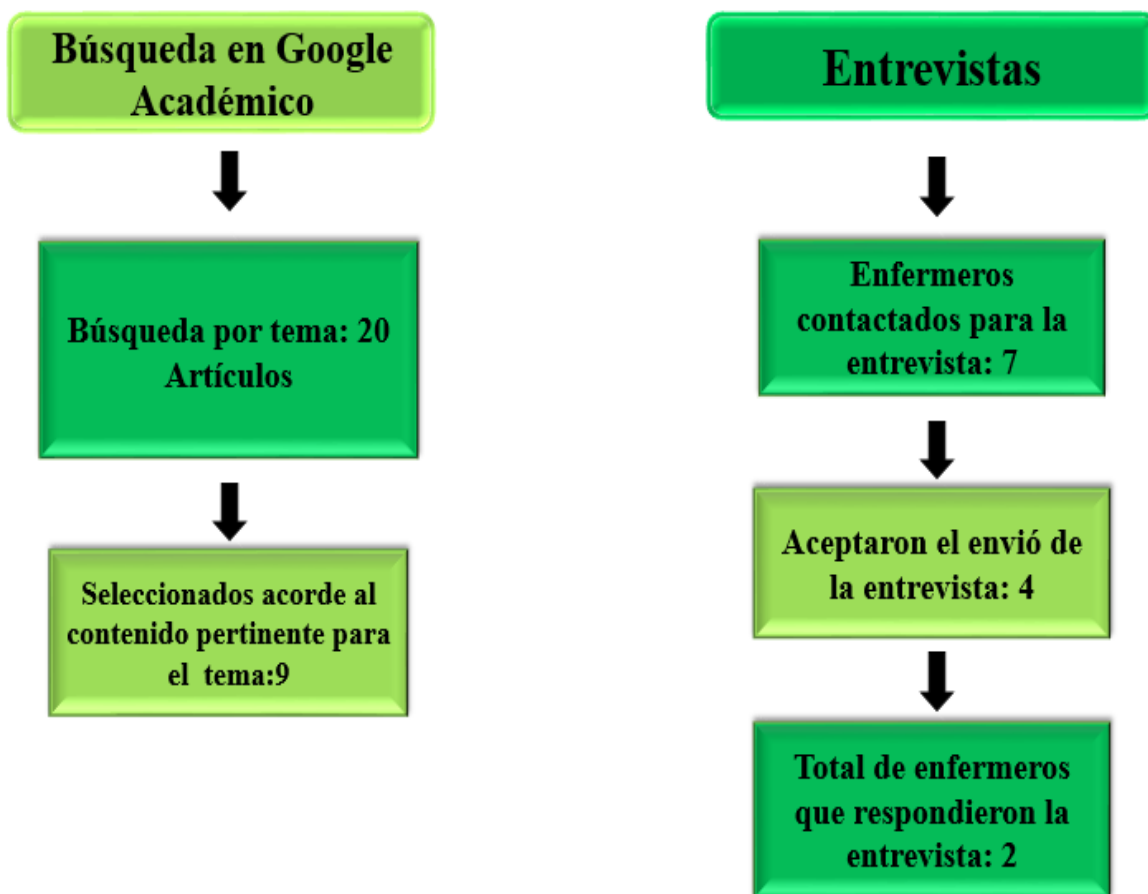 Búsqueda en Google
Académico
Búsqueda por tema: 20
Artículos
Seleccionados acorde al
contenido pertinente para
el tema:9
Entrevistas
Enfermeros
contactados para la
entrevista: 7
Aceptaron el envió de
la entrevista: 4
Total de enfermeros
que respondieron la
entrevista: 2